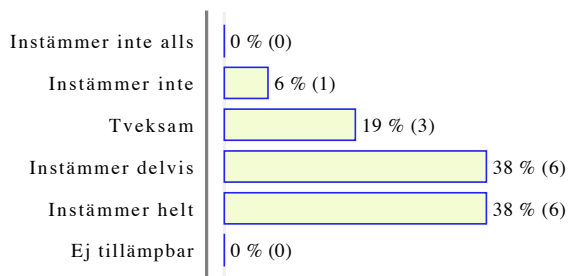 Instämmer inte alls 0 % (0)
Instämmer inte 6 % (1)
Tveksam 19 % (3)
Instämmer delvis 38 % (6)
Instämmer helt 38 % (6)
Ej tillämpbar 0 % (0)